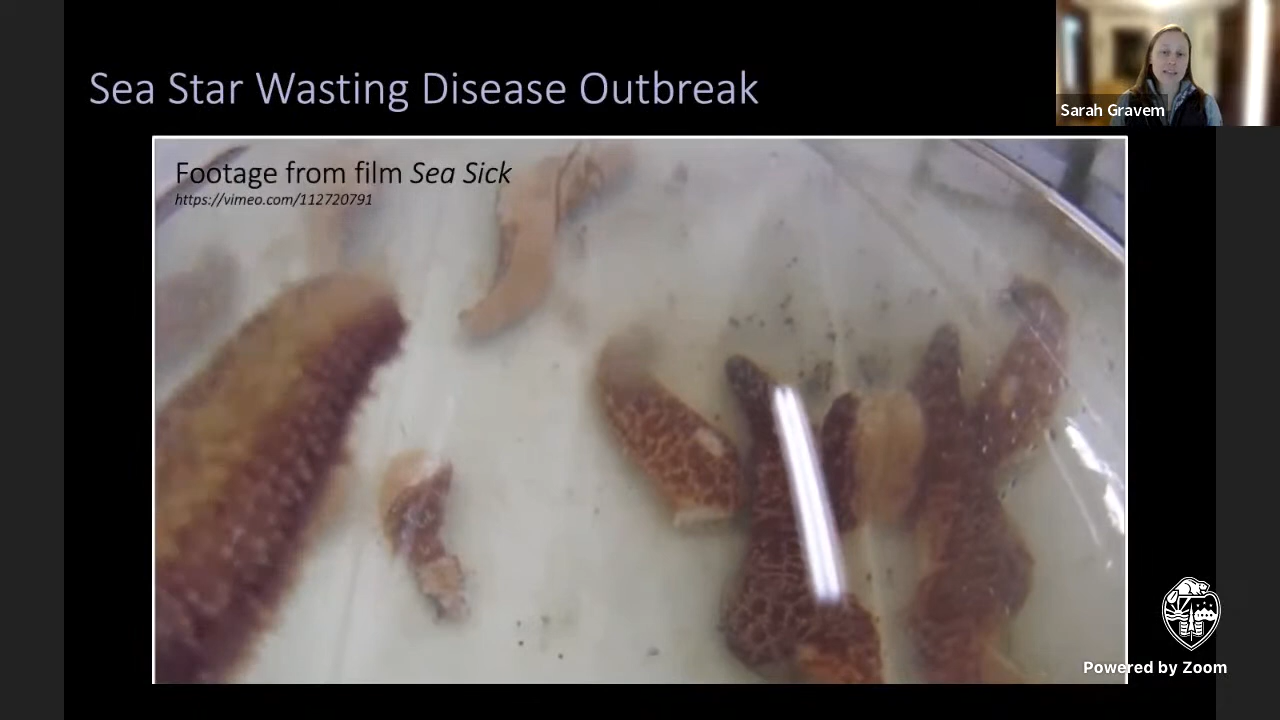 Sea Star Wasting Disease Outbreak
Sarah Gravem
Footage from film Sea Sick
https://vimeo.com/112720791
Powered by Zoom